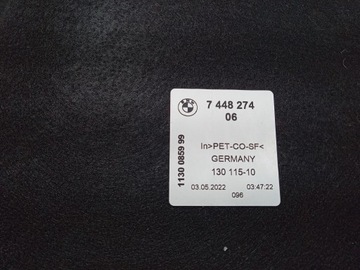 BMW
7 448 274
06
1130 0859 99
In>PET-CO-SF<
GERMANY
130 115-10
03.05.2022 03:47:22
096